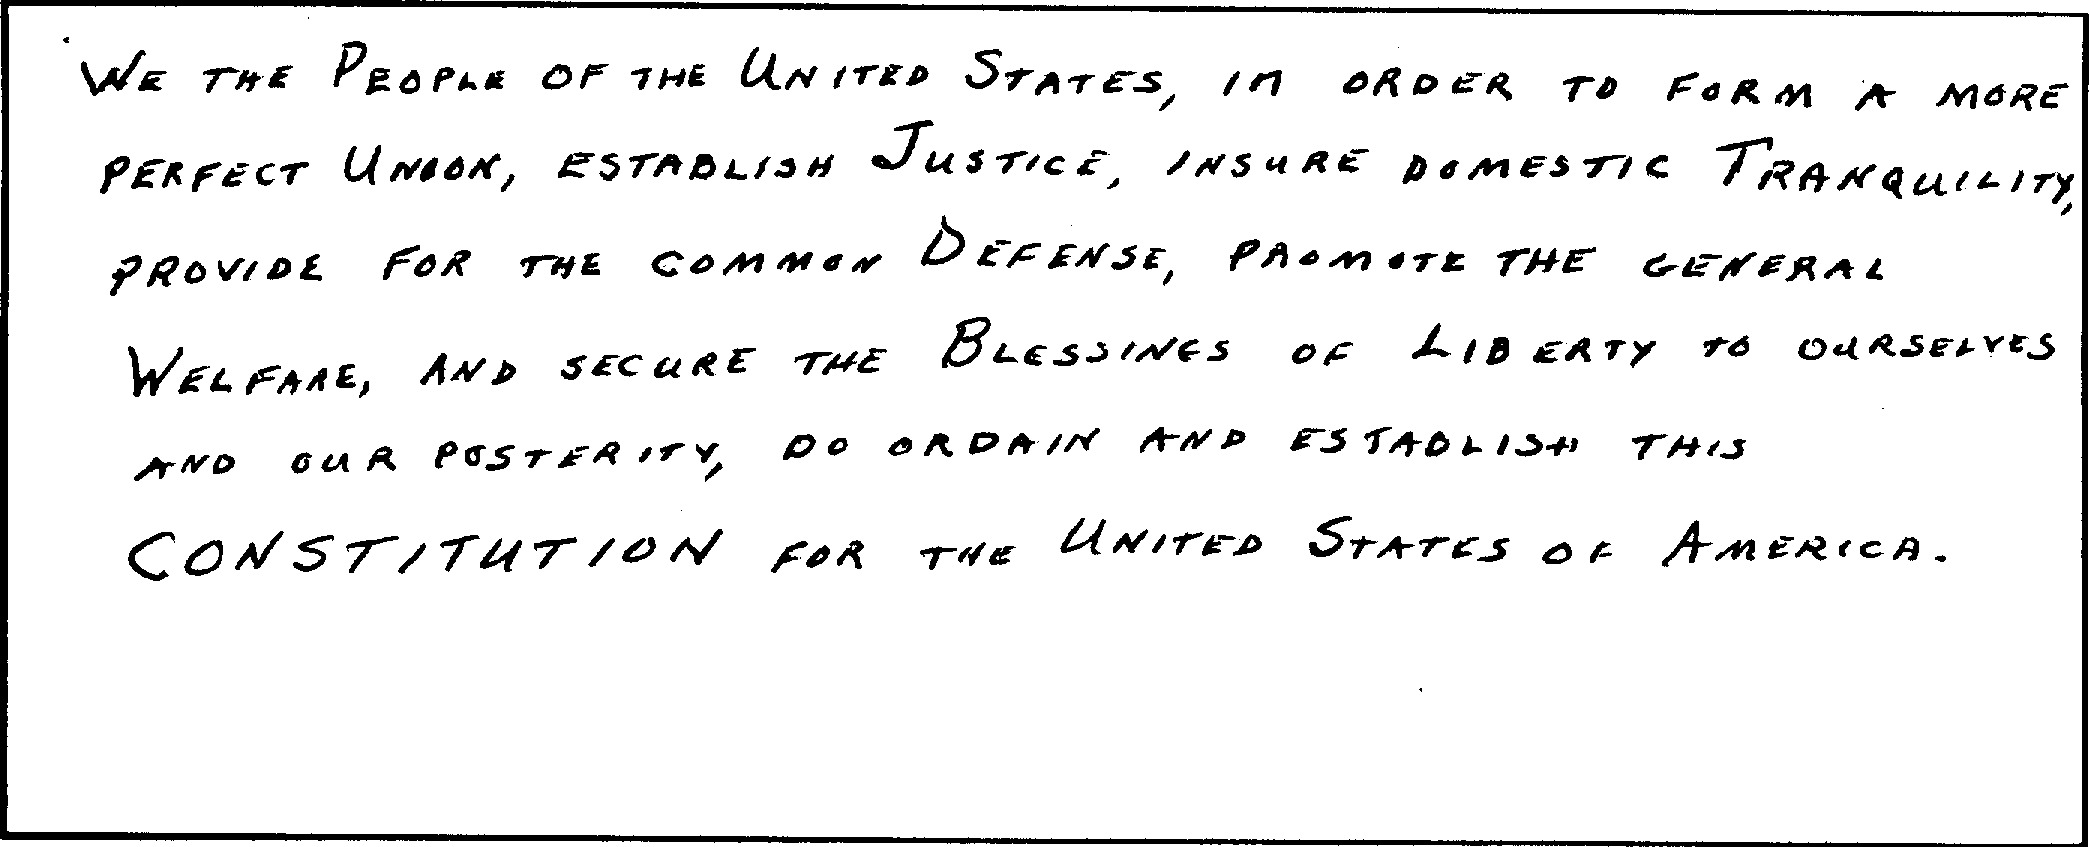 We the People of the United States, in order to form a more
perfect Union, establish Justice, insure domestic Tranquility,
provide for the common Defense, promote the general
Welfare, and secure the Blessings of Liberty to ourselves
and our posterity, do ordain and establish this
CONSTITUTION for the United States of America.